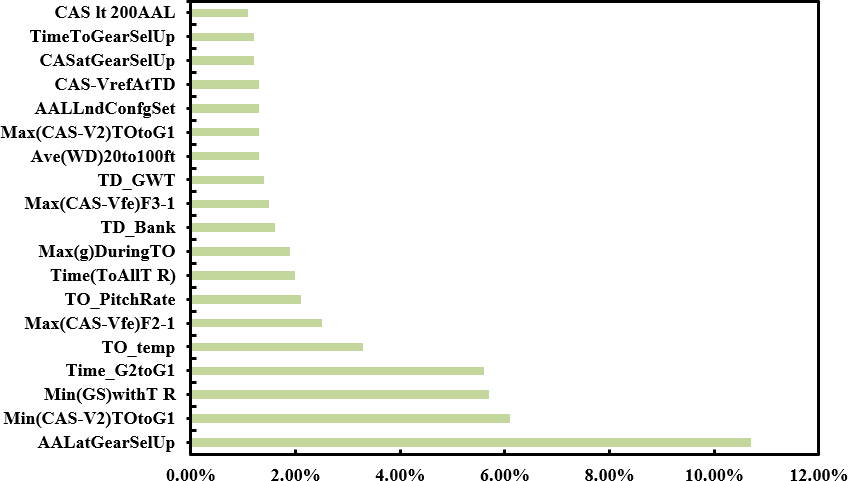 CAS lt 200AAL
TimeToGearSelUp
CASatGearSelUp
CAS-VrefAtTD
AALLndConfgSet
Max(CAS-V2)TOtoG1
Ave(WD)20to100ft
TD_GWT
Max(CAS-Vfe)F3-1
TD_Bank
Max(g)DuringTO
Time(ToAllT R)
TO_PitchRate
Max(CAS-Vfe)F2-1
TO_temp
Time_G2toG1
Min(GS)withT R
Min(CAS-V2)TOtoG1
AALatGearSelUp
0.00% 2.00% 4.00% 6.00% 8.00% 10.00% 12.00%